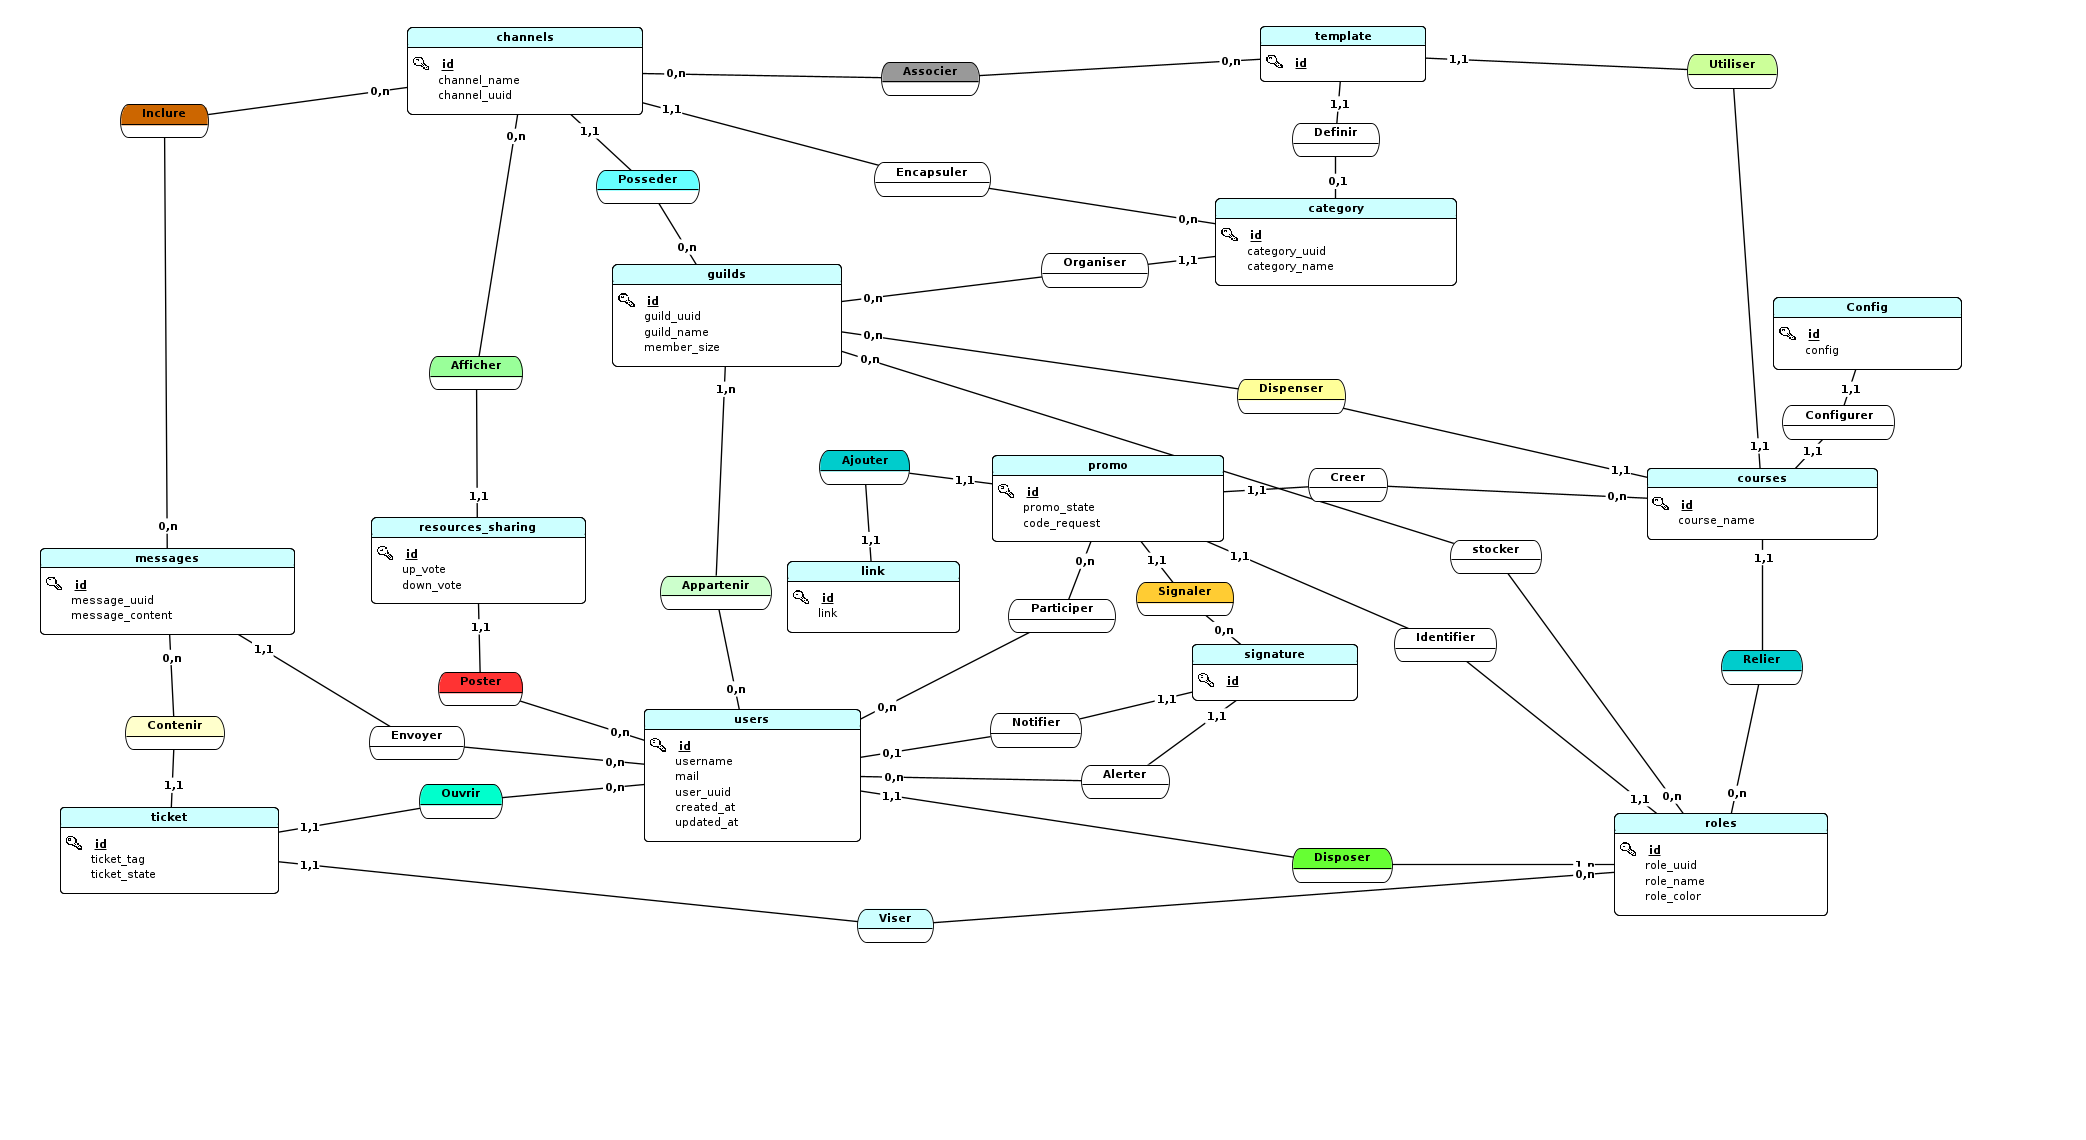 channels
id
channel_name
channel_uuid
template
id
Associer
0,n
0,n
1,1
Utiliser
Inclure
0,n
0,n
1,1
1,1
1,1
Definir
0,1
Posseder
0,n
Encapsuler
0,n
category
id
category_uuid
category_name
guilds
id
guild_uuid
guild_name
member_size
Organiser
0,n
1,1
0,n
0,n
1,n
Config
id
config
1,1
Configurer
1,1
1,1
Afficher
1,1
Dispenser
1,1
courses
id
course_name
Ajouter
1,1
1,1
promo
id
promo_state
code_request
1,1
Creer
0,n
stocker
resources_sharing
id
up_vote
down_vote
0,n
messages
id
message_uuid
message_content
link
id
link
Appartenir
0,n
1,1
1,1
1,1
Participer
Signaler
0,n
Identifier
Relier
1,1
Poster
0,n
1,1
0,n
signature
id
Contenir
1,1
Envoyer
0,n
0,n
0,n
users
id
username
mail
user_uuid
created_at
updated_at
0,1
Notifier
1,1
0,n
Alerter
1,1
1,1
Ouvrir
0,n
1,1
ticket
id
ticket_tag
ticket_state
1,1
1,1
0,n
0,n
roles
id
role_uuid
role_name
role_color
Disposer
1,n
0,n
Viser